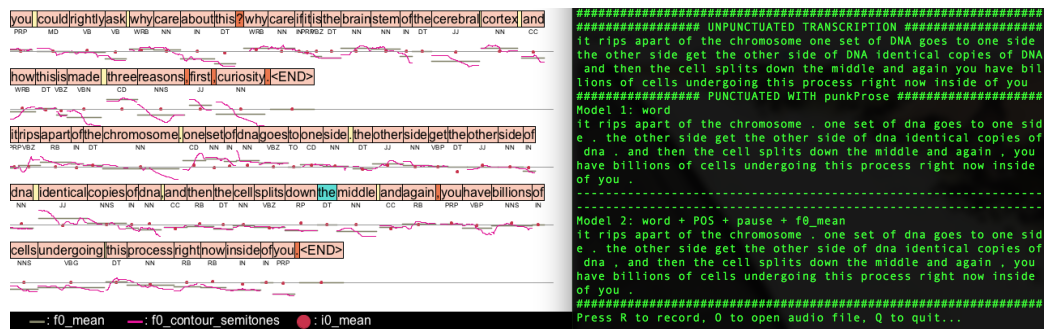 you could rightly ask why care about this ? why care if it is the brain stem of the cerebral cortex and
PRP MD VB VB WRB NN IN DT WRB NN IN PRP VBZ DT NN NN IN DT JJ NN CC
how this is made three reasons . first , curiosity . <END>
WRB DT VBZ VBN CD NNS JJ NN
it rips apart of the chromosome . one set of dna goes to one side . the other side get the other side of
PRP VBZ RB IN DT NN CD NN IN NN VBZ TO CD NN DT JJ NN VBP DT JJ NN IN
dna identical copies of dna , and then the cell splits down the middle and again , you have billions of
NN JJ NNS IN NN CC RB DT NN VBZ RP DT NN CC RB PRP VBP NNS IN
cells undergoing this process right now inside of you . <END>
NNS VBG DT NN RB RB IN IN PRP
: f0_mean : f0_contour_semitones : i0_mean
################################################################
################# UNPUNCTUATED TRANSCRIPTION #####################
it rips apart of the chromosome one set of DNA goes to one side
the other side get the other side of DNA identical copies of DNA
and then the cell splits down the middle and again you have bil
lions of cells undergoing this process right now inside of you
################# PUNCTUATED WITH punkProse #####################
Model 1: word
it rips apart of the chromosome . one set of dna goes to one sid
e . the other side get the other side of dna identical copies of
dna . and then the cell splits down the middle and again , you
have billions of cells undergoing this process right now inside
of you .
----------------------------------------------------------------
----------------------------------------------------------------
Model 2: word + POS + pause + f0_mean
it rips apart of the chromosome . one set of dna goes to one sid
e . the other side get the other side of dna identical copies of
dna , and then the cell splits down the middle and again , you
have billions of cells undergoing this process right now inside
of you .
################################################################
Press R to record, O to open audio file, Q to quit...